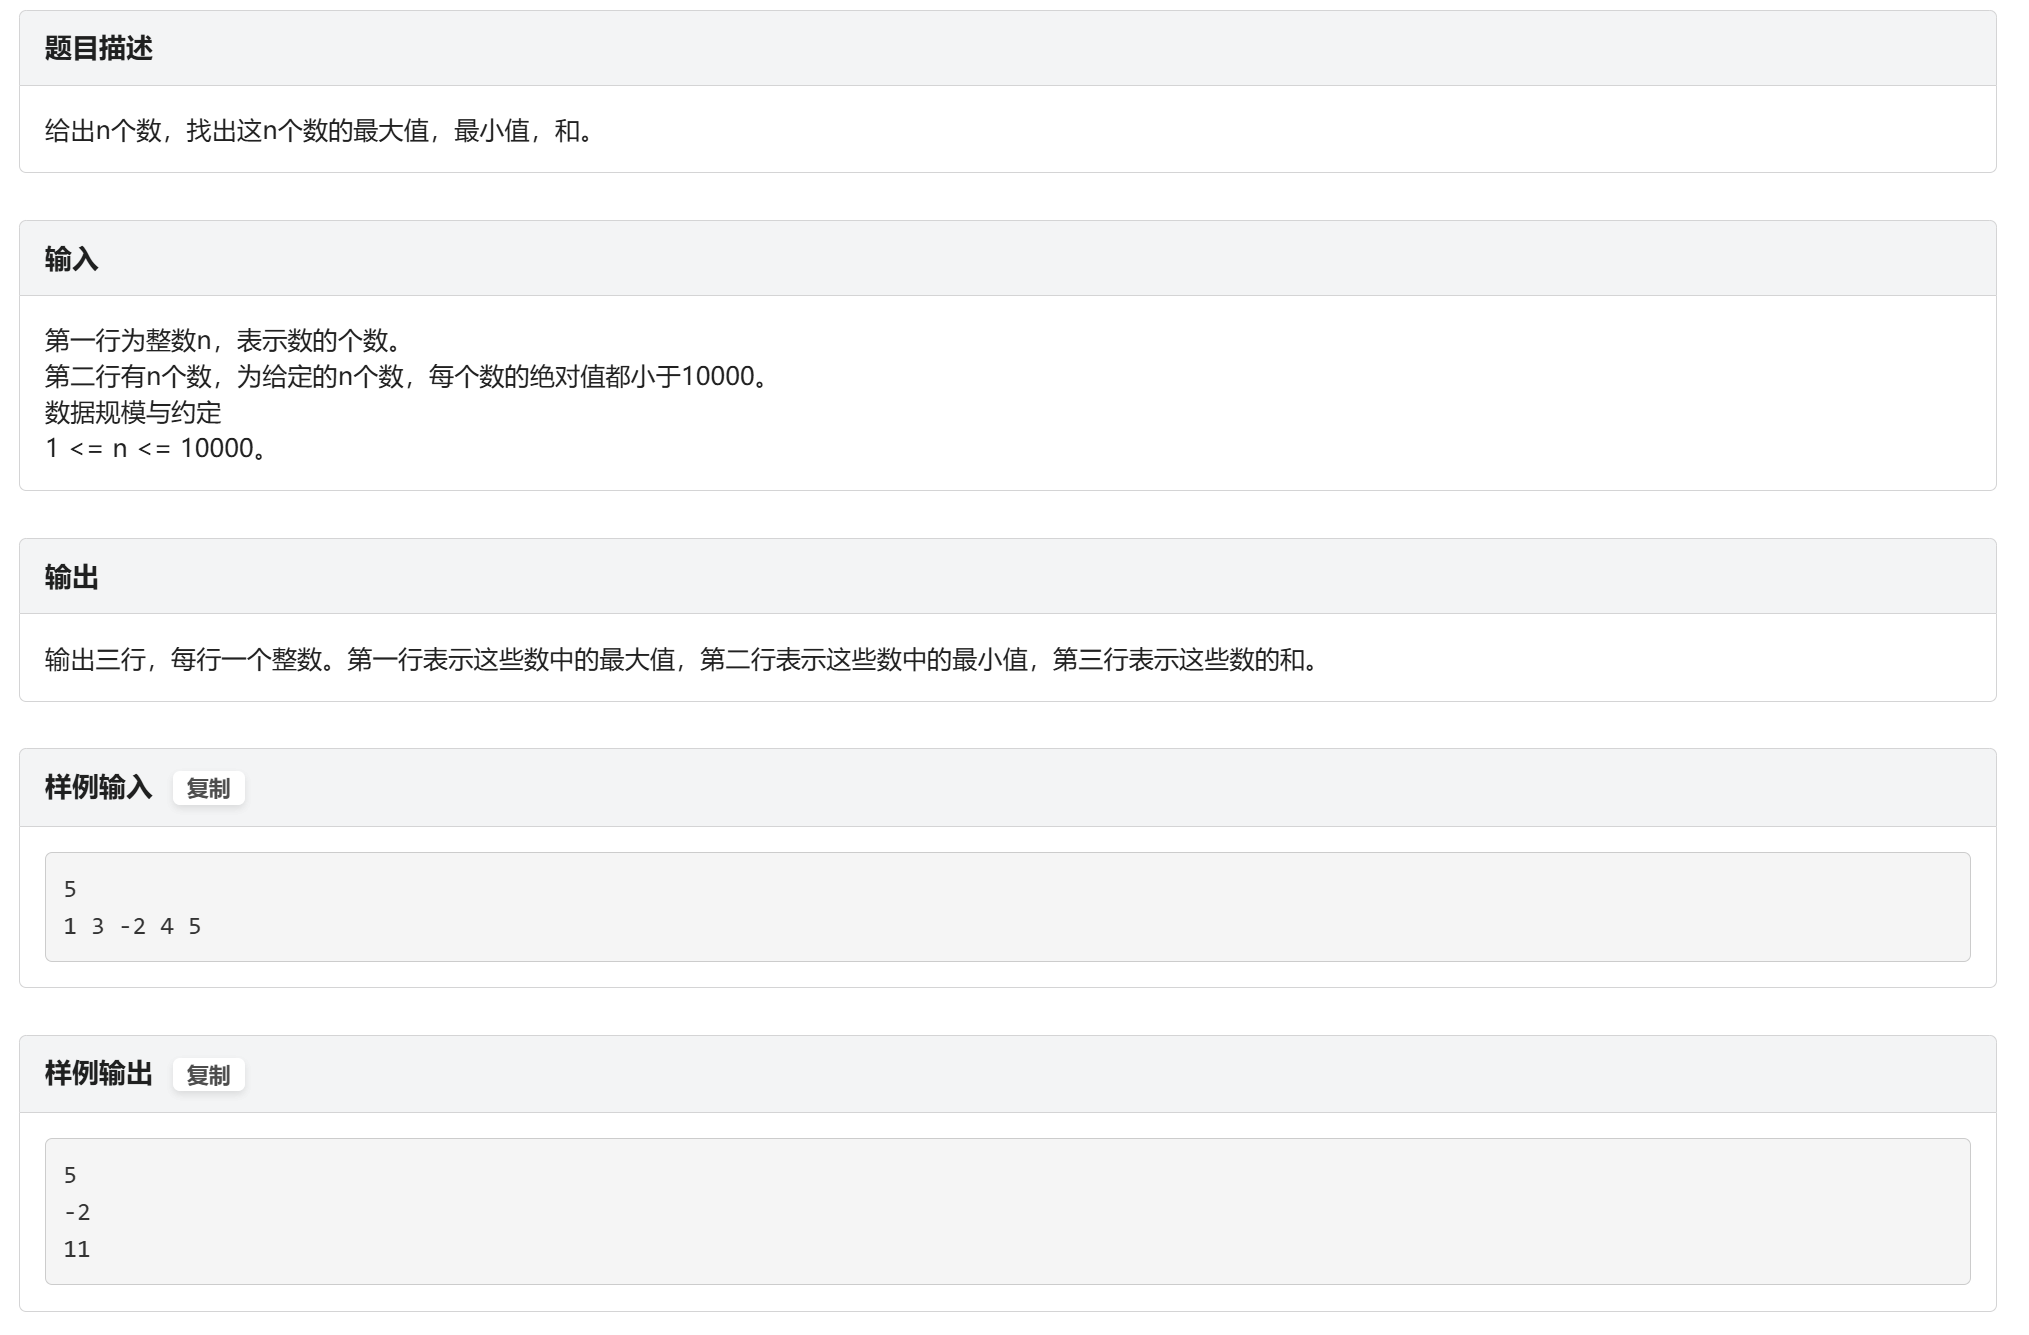 题目描述
给出n个数，找出这n个数的最大值，最小值，和。
输入
第一行为整数n，表示数的个数。
第二行有n个数，为给定的n个数，每个数的绝对值都小于10000。
数据规模与约定
1 <= n <= 10000。
输出
输出三行，每行一个整数。第一行表示这些数中的最大值，第二行表示这些数中的最小值，第三行表示这些数的和。
样例输入 复制
5
1 3 -2 4 5
样例输出 复制
5
-2
11